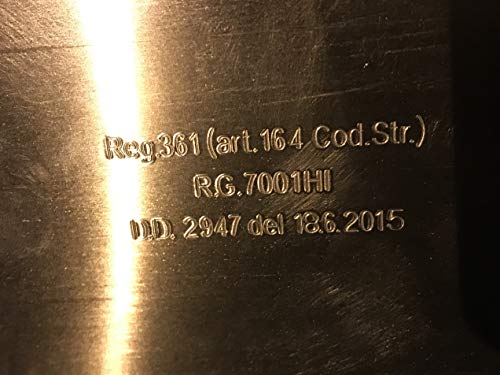 Reg.361 (art.164 Cod.Str.)
R.G.7001HI
D.D. 2947 del 18.6.2015